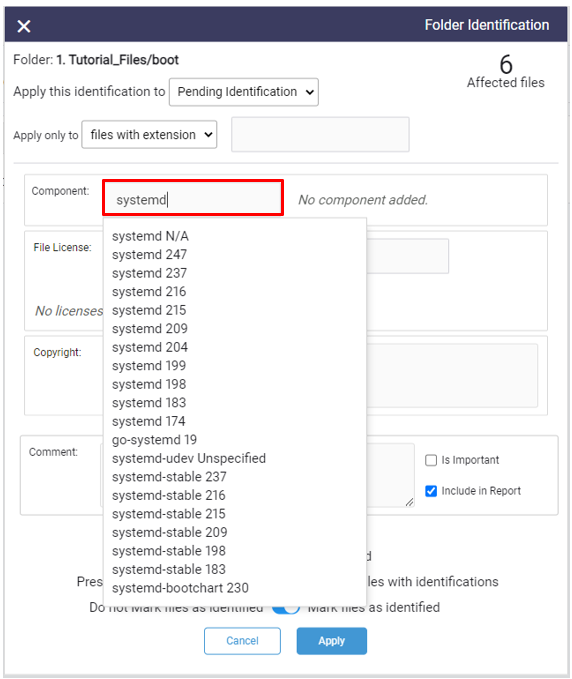 Folder Identification
Folder: 1. Tutorial_Files/boot
6
Affected files
Apply this identification to Pending Identification
Apply only to files with extension
Component: systemd No component added.
systemd N/A
systemd 247
systemd 237
systemd 216
systemd 215
systemd 209
systemd 204
systemd 199
systemd 198
systemd 183
systemd 174
go-systemd 19
systemd-udev Unspecified
systemd-stable 237
systemd-stable 216
systemd-stable 215
systemd-stable 209
systemd-stable 198
systemd-stable 183
systemd-bootchart 230
File License:
No licenses
Copyright:
Comment:
Is Important
Include in Report
with identifications
Do not Mark files as identified Mark files as identified
Cancel Apply